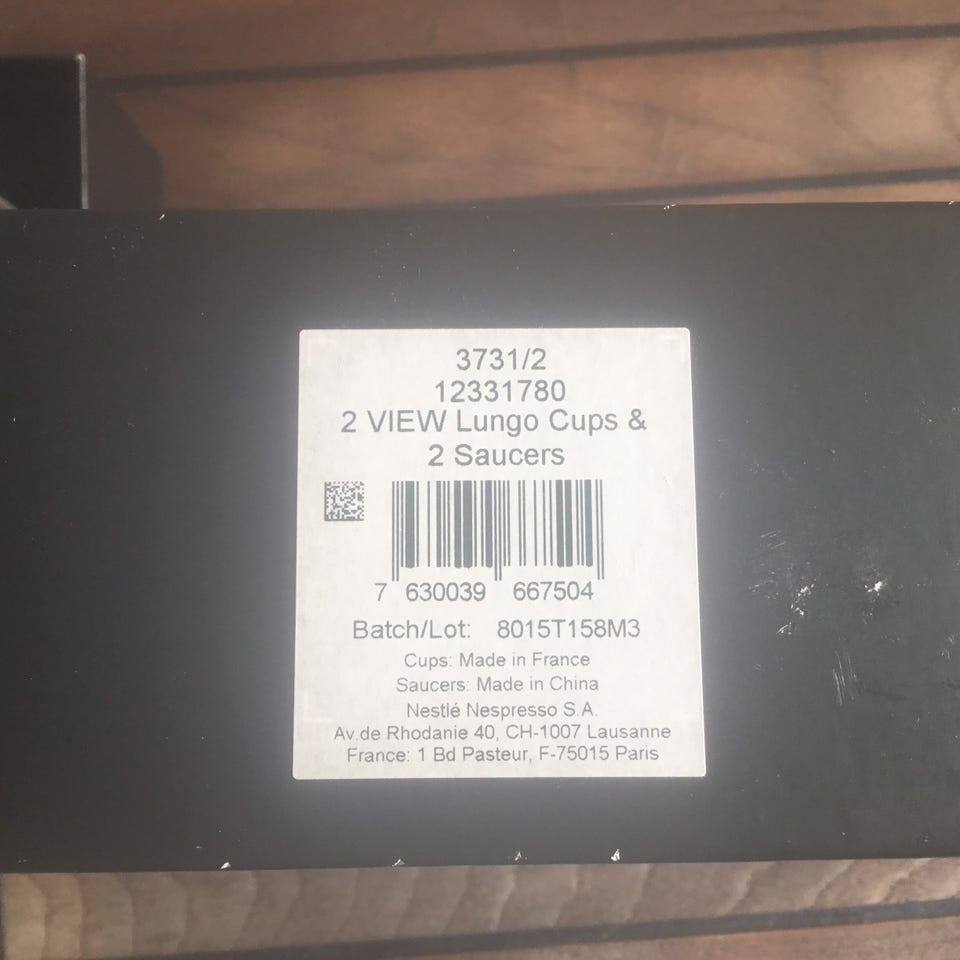 3731/2
12331780
2 VIEW Lungo Cups &
2 Saucers
7 630039 667504
Batch/Lot: 8015T158M3
Cups: Made in France
Saucers: Made in China
Nestlé Nespresso S.A.
Av.de Rhodanie 40, CH-1007 Lausanne
France: 1 Bd Pasteur, F-75015 Paris